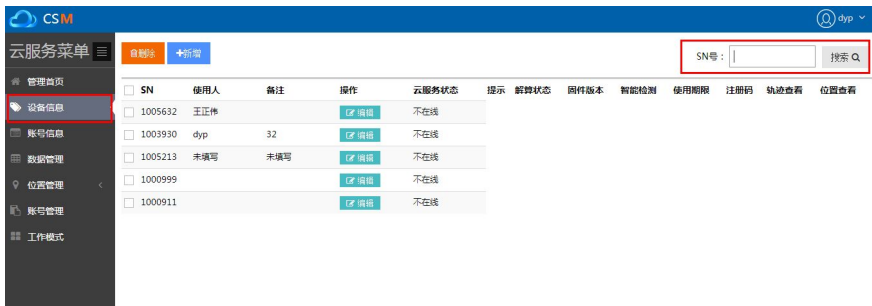 CSM
dyp
云服务菜单
删除 +新增
SN号： 搜索
管理首页
设备信息
账号信息
数据管理
位置管理
账号管理
工作模式
SN 使用人 备注 操作 云服务状态 提示 解算状态 固件版本 智能检测 使用期限 注册码 轨迹查看 位置查看
1005632 王正伟 编辑 不在线
1003930 dyp 32 编辑 不在线
1005213 未填写 未填写 编辑 不在线
1000999 编辑 不在线
1000911 编辑 不在线